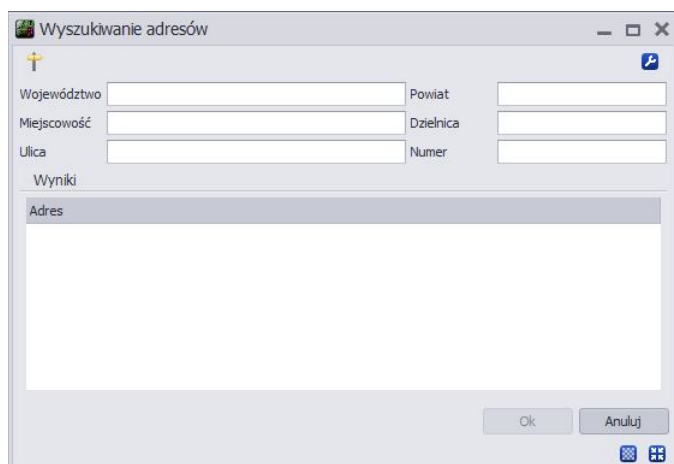 Wyszukiwanie adresów
Województwo Powiat
Miejscowość Dzielnica
Ulica Numer
Wyniki
Adres
Ok Anuluj